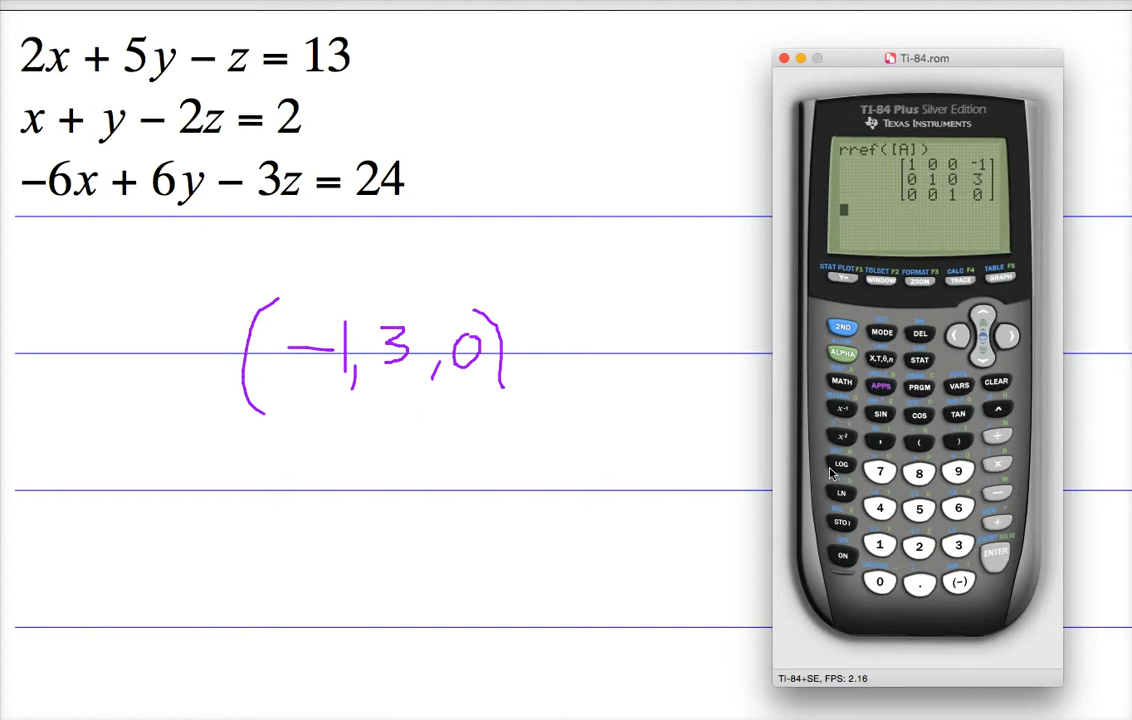 2x + 5y − z = 13
x + y − 2z = 2
−6x + 6y − 3z = 24
(−1, 3, 0)
Ti-84.rom
TI-84 Plus Silver Edition
TEXAS INSTRUMENTS
rref([A])
[1 0 0 -1]
[0 1 0 3]
[0 0 1 0]
STAT PLOT F1 TBLSET F2 FORMAT F3 CALC F4 TABLE F5
Y= WINDOW ZOOM TRACE GRAPH
2ND MODE DEL
ALPHA X,T,θ,n STAT
MATH APPS PRGM VARS CLEAR
x⁻¹ SIN COS TAN ^
x² , ( ) ÷
LOG 7 8 9 ×
LN 4 5 6 −
STO› 1 2 3 +
ON 0 . (-) ENTER
TI-84+SE, FPS: 2.16